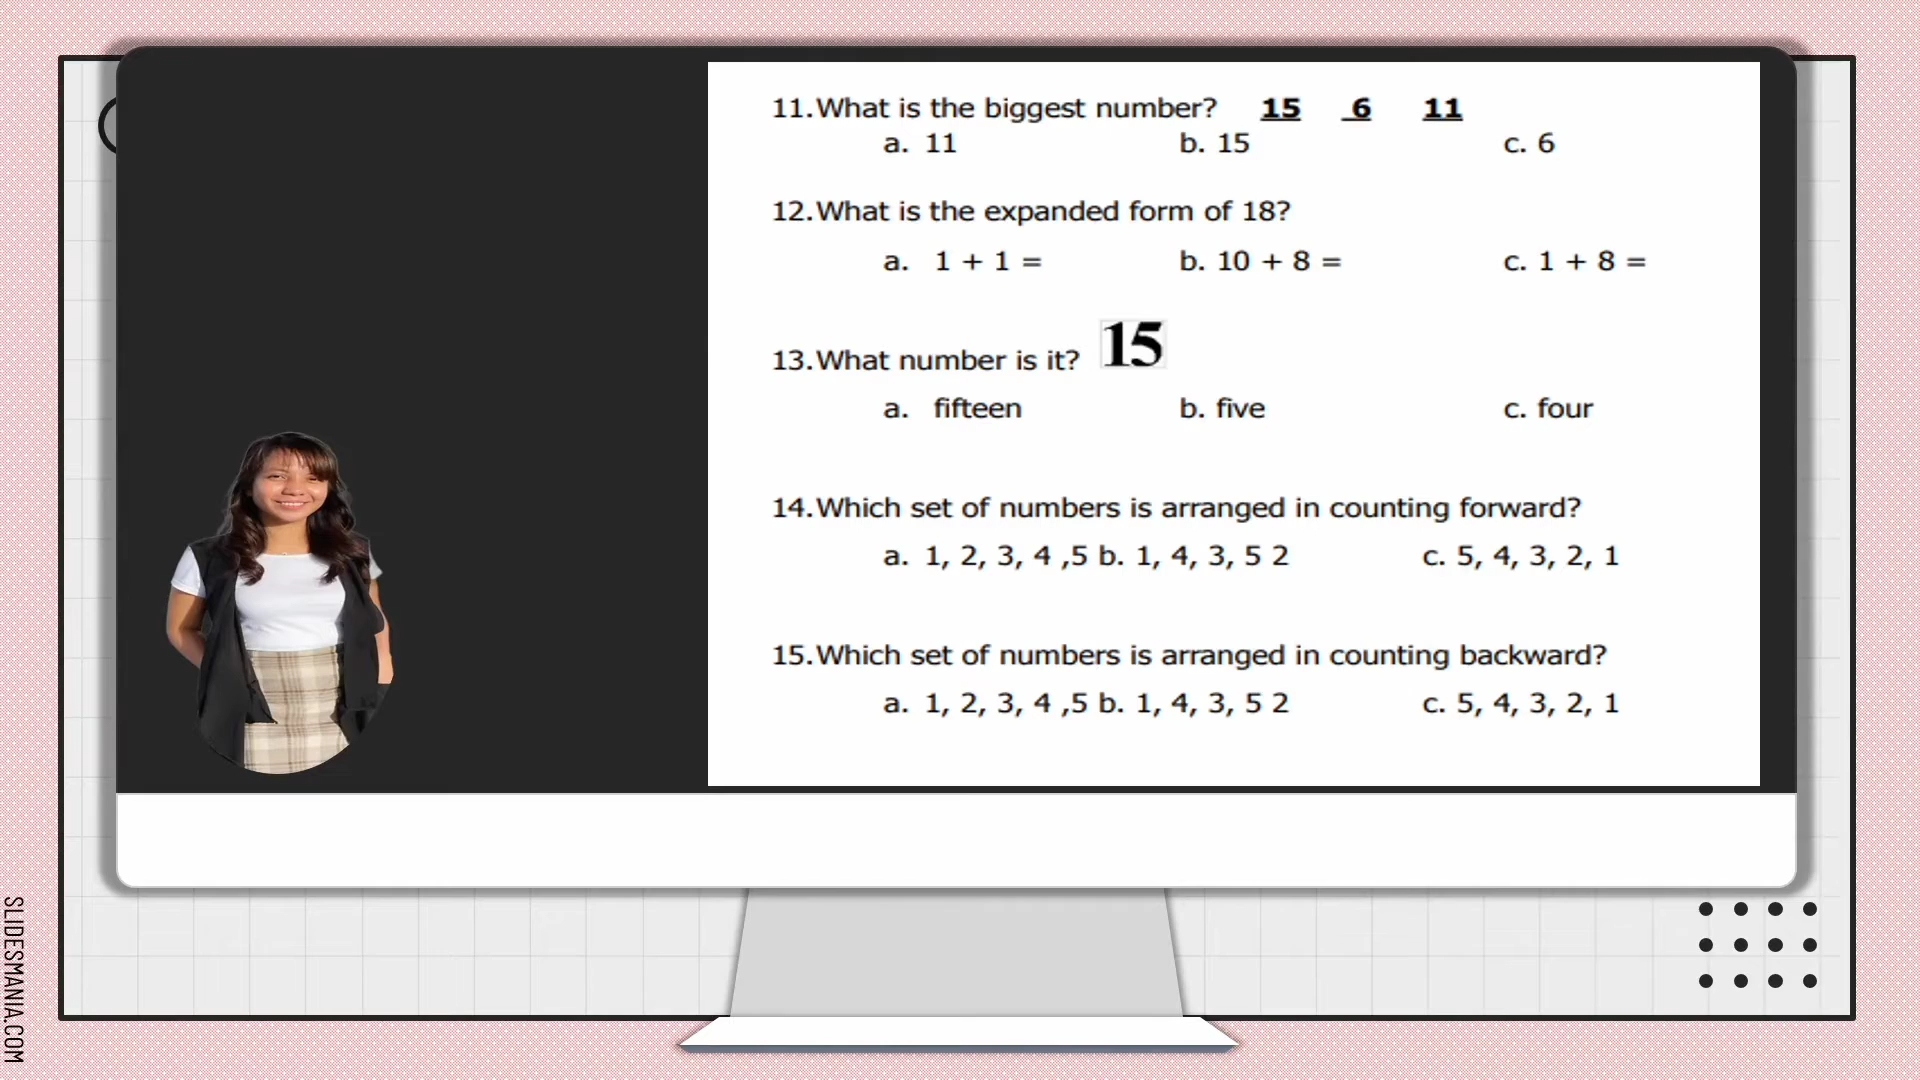 11.What is the biggest number? 15 6 11
a. 11 b. 15 c. 6
12.What is the expanded form of 18?
a. 1 + 1 = b. 10 + 8 = c. 1 + 8 =
13.What number is it? 15
a. fifteen b. five c. four
14.Which set of numbers is arranged in counting forward?
a. 1, 2, 3, 4 ,5 b. 1, 4, 3, 5 2 c. 5, 4, 3, 2, 1
15.Which set of numbers is arranged in counting backward?
a. 1, 2, 3, 4 ,5 b. 1, 4, 3, 5 2 c. 5, 4, 3, 2, 1
SLIDESMANIA.COM